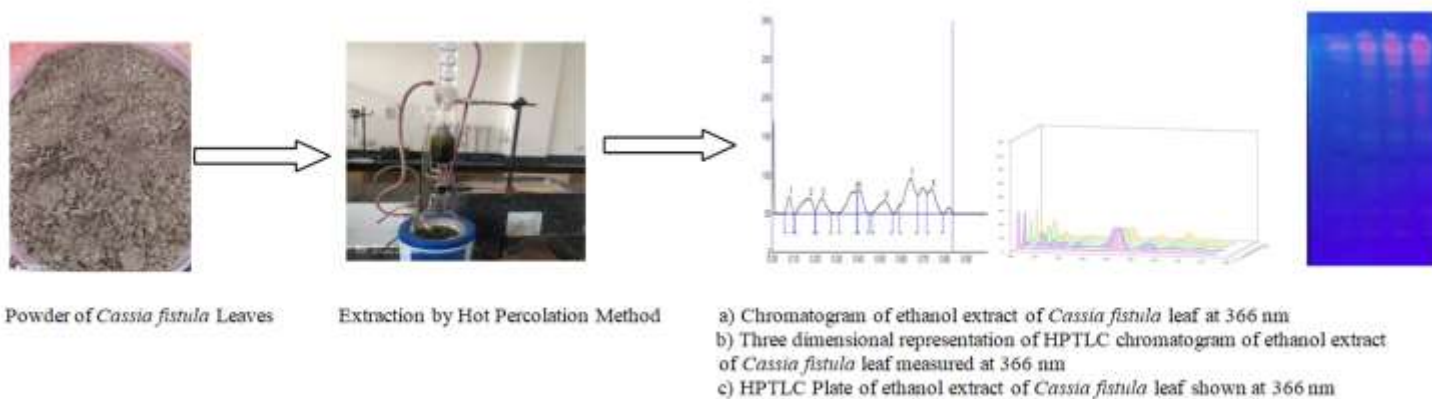 Powder of Cassia fistula Leaves
Extraction by Hot Percolation Method
a) Chromatogram of ethanol extract of Cassia fistula leaf at 366 nm
b) Three dimensional representation of HPTLC chromatogram of ethanol extract
of Cassia fistula leaf measured at 366 nm
c) HPTLC Plate of ethanol extract of Cassia fistula leaf shown at 366 nm